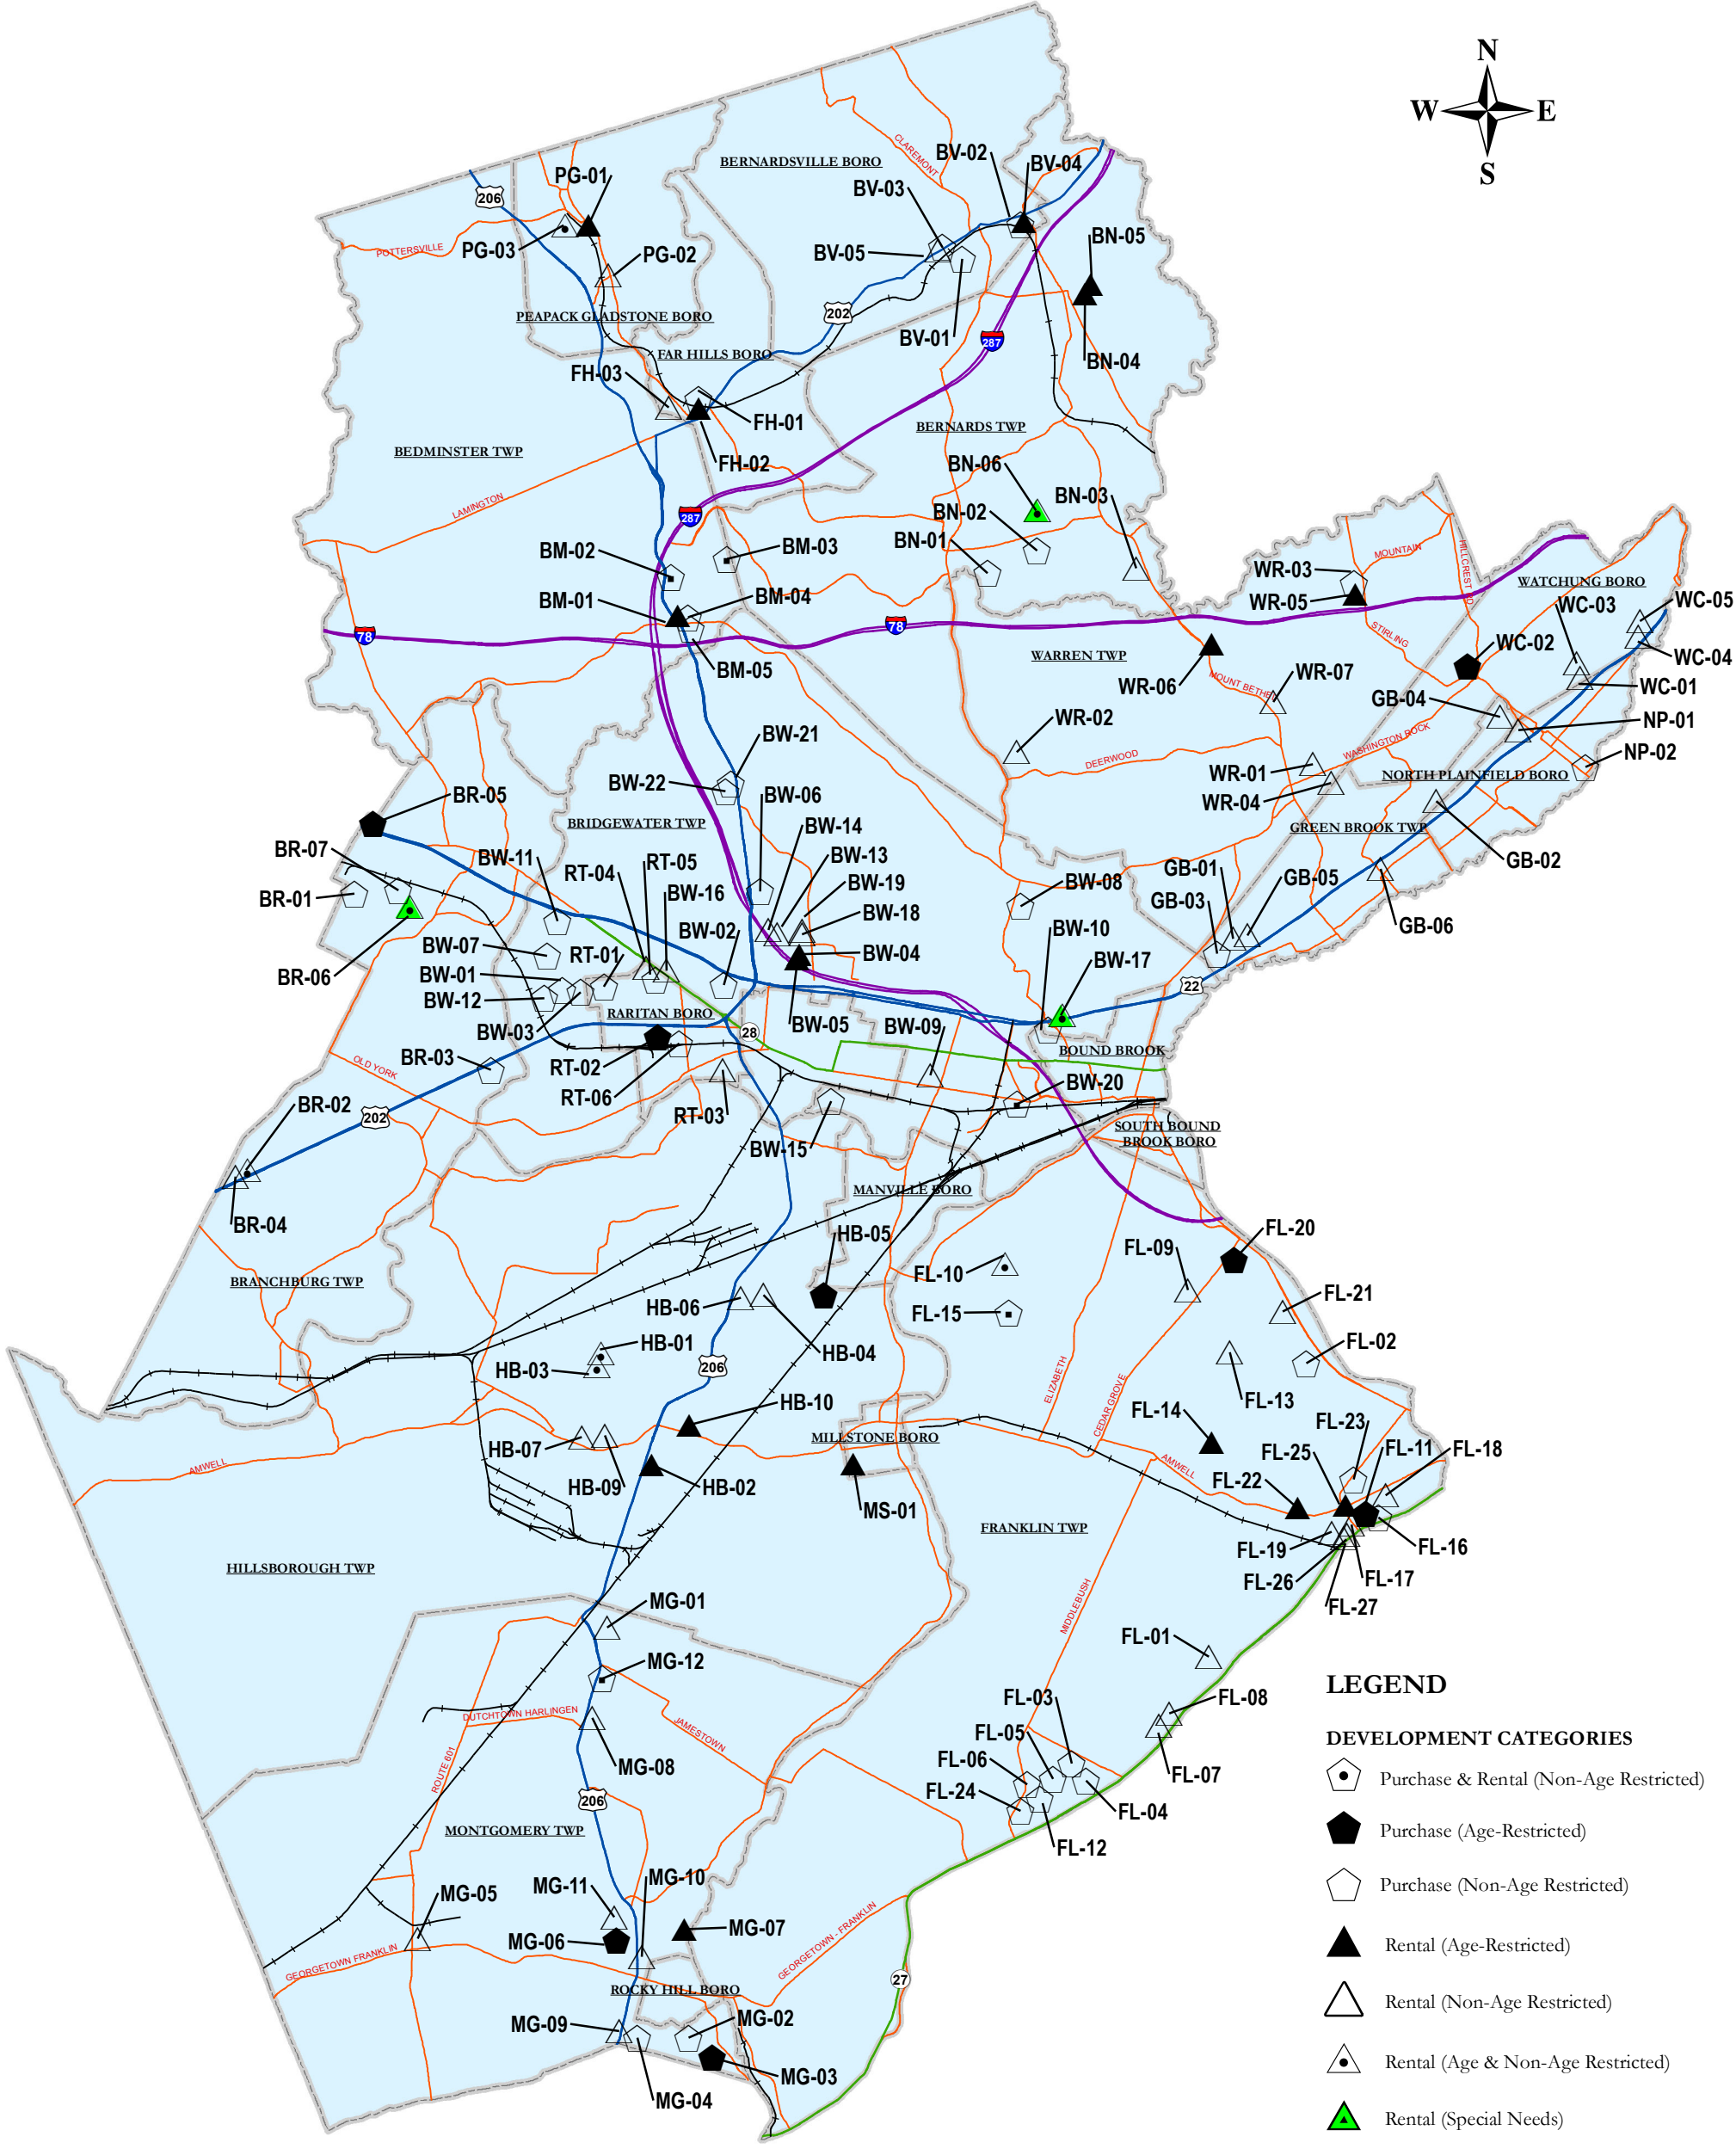 N
W E
S
BERNARDSVILLE BORO
CLAREMONT
BV-02
BV-04
BV-03
PG-01
206
PG-03
POTTERSVILLE
PG-02
BV-05
BN-05
PEAPACK GLADSTONE BORO
202
BV-01
287
FAR HILLS BORO
BN-04
FH-03
FH-01
BERNARDS TWP
BEDMINSTER TWP
FH-02
BN-06
LAMINGTON
BN-03
287
BN-02
BN-01
BM-02
BM-03
MOUNTAIN
HILLCREST
WR-03
WATCHUNG BORO
BM-01
BM-04
WR-05
WC-03
WC-05
78
78
STIRLING
WC-02
WC-04
BM-05
WARREN TWP
WR-06
MOUNT BETHEL
WR-07
WC-01
GB-04
WR-02
NP-01
BW-21
WASHINGTON ROCK
DEERWOOD
NP-02
WR-01
NORTH PLAINFIELD BORO
BW-22
BW-06
WR-04
BR-05
BRIDGEWATER TWP
BW-14
GREEN BROOK TWP
BR-07
BW-11
RT-05
BW-13
GB-02
RT-04
BW-19
BW-08
GB-01
GB-05
BR-01
BW-16
BW-18
GB-03
GB-06
BW-02
BW-10
BW-07
RT-01
BW-04
BW-17
BR-06
BW-01
22
BW-12
RARITAN BORO
BW-03
28
BW-05
BW-09
BR-03
BOUND BROOK
OLD YORK
RT-02
BW-20
RT-06
BR-02
202
RT-03
SOUTH BOUND
BROOK BORO
BW-15
MANVILLE BORO
BR-04
HB-05
FL-20
FL-09
FL-10
BRANCHBURG TWP
FL-21
HB-06
FL-15
HB-01
HB-04
FL-02
HB-03
206
ELIZABETH
CEDAR GROVE
FL-13
HB-10
FL-14
FL-23
HB-07
MILLSTONE BORO
FL-25
FL-11
FL-18
AMWELL
AMWELL
FL-22
HB-09
HB-02
MS-01
FRANKLIN TWP
FL-16
FL-19
HILLSBOROUGH TWP
FL-26
FL-17
FL-27
MG-01
MIDDLEBUSH
FL-01
MG-12
LEGEND
FL-03
FL-08
DUTCHTOWN HARLINGEN
JAMESTOWN
FL-05
DEVELOPMENT CATEGORIES
ROUTE 601
FL-06
MG-08
FL-07
Purchase & Rental (Non-Age Restricted)
FL-24
206
FL-04
MONTGOMERY TWP
Purchase (Age-Restricted)
FL-12
MG-10
MG-11
Purchase (Non-Age Restricted)
MG-05
MG-07
MG-06
Rental (Age-Restricted)
GEORGETOWN FRANKLIN
GEORGETOWN - FRANKLIN
27
ROCKY HILL BORO
Rental (Non-Age Restricted)
MG-09
MG-02
Rental (Age & Non-Age Restricted)
MG-03
MG-04
Rental (Special Needs)